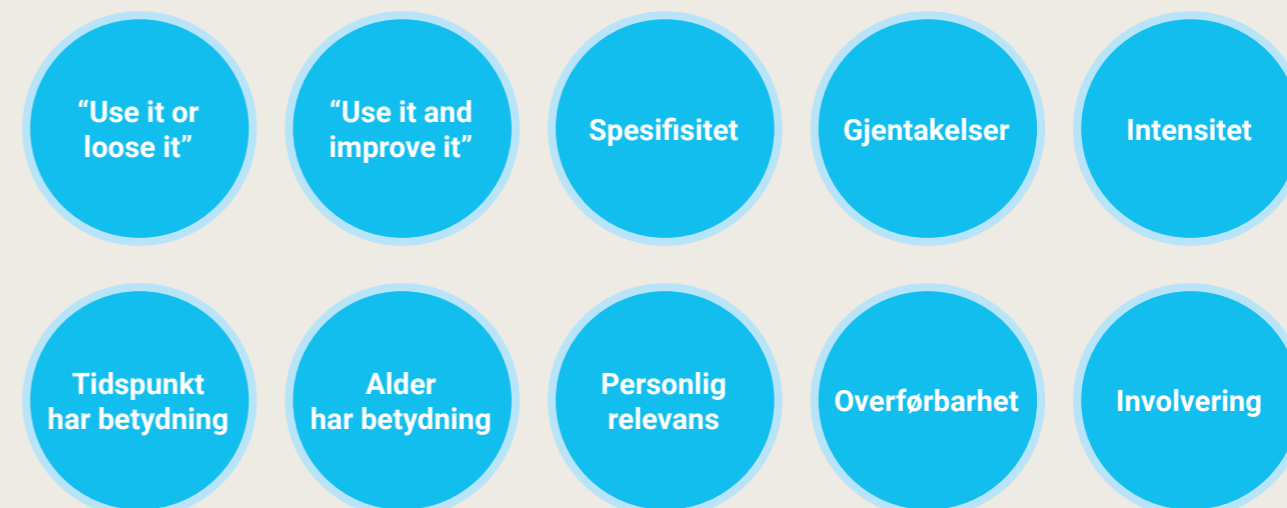 “Use it or
loose it”
“Use it and
improve it”
Spesifisitet
Gjentakelser
Intensitet
Tidspunkt
har betydning
Alder
har betydning
Personlig
relevans
Overførbarhet
Involvering